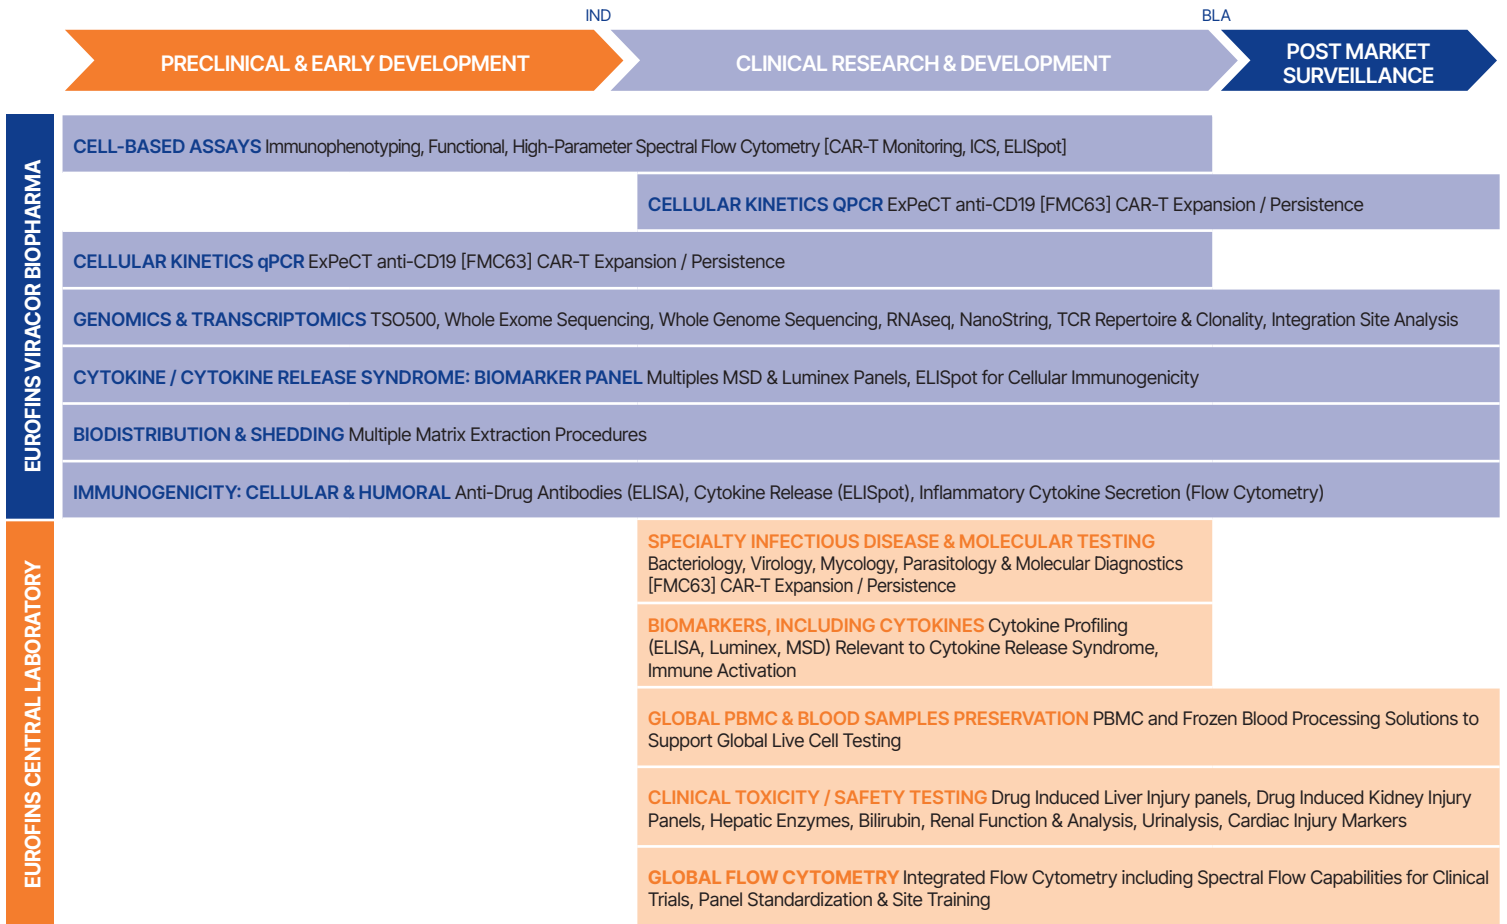 IND
BLA
PRECLINICAL & EARLY DEVELOPMENT
CLINICAL RESEARCH & DEVELOPMENT
POST MARKET
SURVEILLANCE
EUROFINS VIRACOR BIOPHARMA
CELL-BASED ASSAYS Immunophenotyping, Functional, High-Parameter Spectral Flow Cytometry [CAR-T Monitoring, ICS, ELISpot]
CELLULAR KINETICS QPCR ExPeCT anti-CD19 [FMC63] CAR-T Expansion / Persistence
CELLULAR KINETICS qPCR ExPeCT anti-CD19 [FMC63] CAR-T Expansion / Persistence
GENOMICS & TRANSCRIPTOMICS TSO500, Whole Exome Sequencing, Whole Genome Sequencing, RNAseq, NanoString, TCR Repertoire & Clonality, Integration Site Analysis
CYTOKINE / CYTOKINE RELEASE SYNDROME: BIOMARKER PANEL Multiples MSD & Luminex Panels, ELISpot for Cellular Immunogenicity
BIODISTRIBUTION & SHEDDING Multiple Matrix Extraction Procedures
IMMUNOGENICITY: CELLULAR & HUMORAL Anti-Drug Antibodies (ELISA), Cytokine Release (ELISpot), Inflammatory Cytokine Secretion (Flow Cytometry)
EUROFINS CENTRAL LABORATORY
SPECIALTY INFECTIOUS DISEASE & MOLECULAR TESTING
Bacteriology, Virology, Mycology, Parasitology & Molecular Diagnostics
[FMC63] CAR-T Expansion / Persistence
BIOMARKERS, INCLUDING CYTOKINES Cytokine Profiling
(ELISA, Luminex, MSD) Relevant to Cytokine Release Syndrome,
Immune Activation
GLOBAL PBMC & BLOOD SAMPLES PRESERVATION PBMC and Frozen Blood Processing Solutions to
Support Global Live Cell Testing
CLINICAL TOXICITY / SAFETY TESTING Drug Induced Liver Injury panels, Drug Induced Kidney Injury
Panels, Hepatic Enzymes, Bilirubin, Renal Function & Analysis, Urinalysis, Cardiac Injury Markers
GLOBAL FLOW CYTOMETRY Integrated Flow Cytometry including Spectral Flow Capabilities for Clinical
Trials, Panel Standardization & Site Training